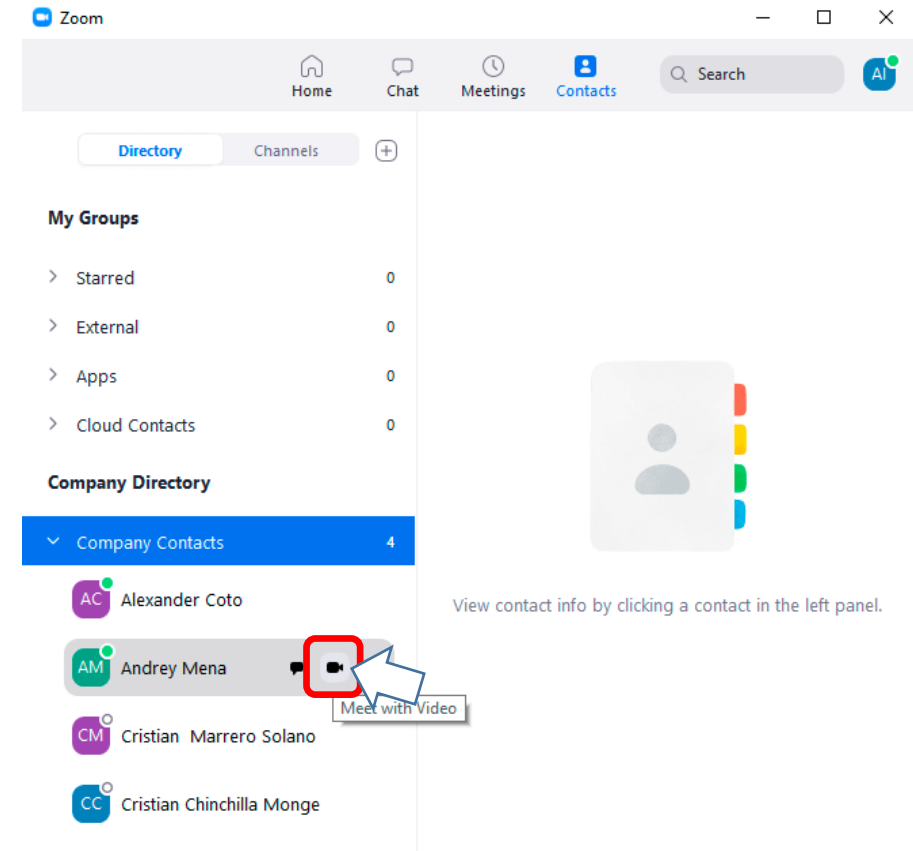 Zoom
Home Chat Meetings Contacts Search AI
Directory Channels
My Groups
Starred 0
External 0
Apps 0
Cloud Contacts 0
Company Directory
Company Contacts 4
AC Alexander Coto
View contact info by clicking a contact in the left panel.
AM Andrey Mena
Meet with Video
CM Cristian Marrero Solano
CC Cristian Chinchilla Monge